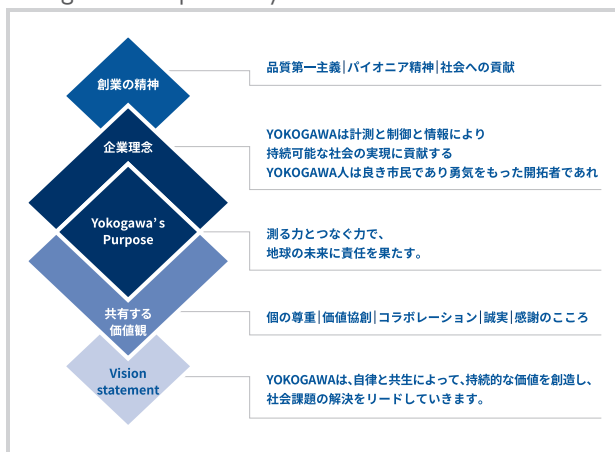 創業の精神
品質第一主義|パイオニア精神|社会への貢献
企業理念
YOKOGAWAは計測と制御と情報により
持続可能な社会の実現に貢献する
YOKOGAWA人は良き市民であり勇気をもった開拓者であれ
Yokogawa's
Purpose
測る力とつなぐ力で、
地球の未来に責任を果たす。
共有する
価値観
個の尊重|価値協創|コラボレーション|誠実|感謝のこころ
Vision
statement
YOKOGAWAは、自律と共生によって、持続的な価値を創造し、
社会課題の解決をリードしていきます。